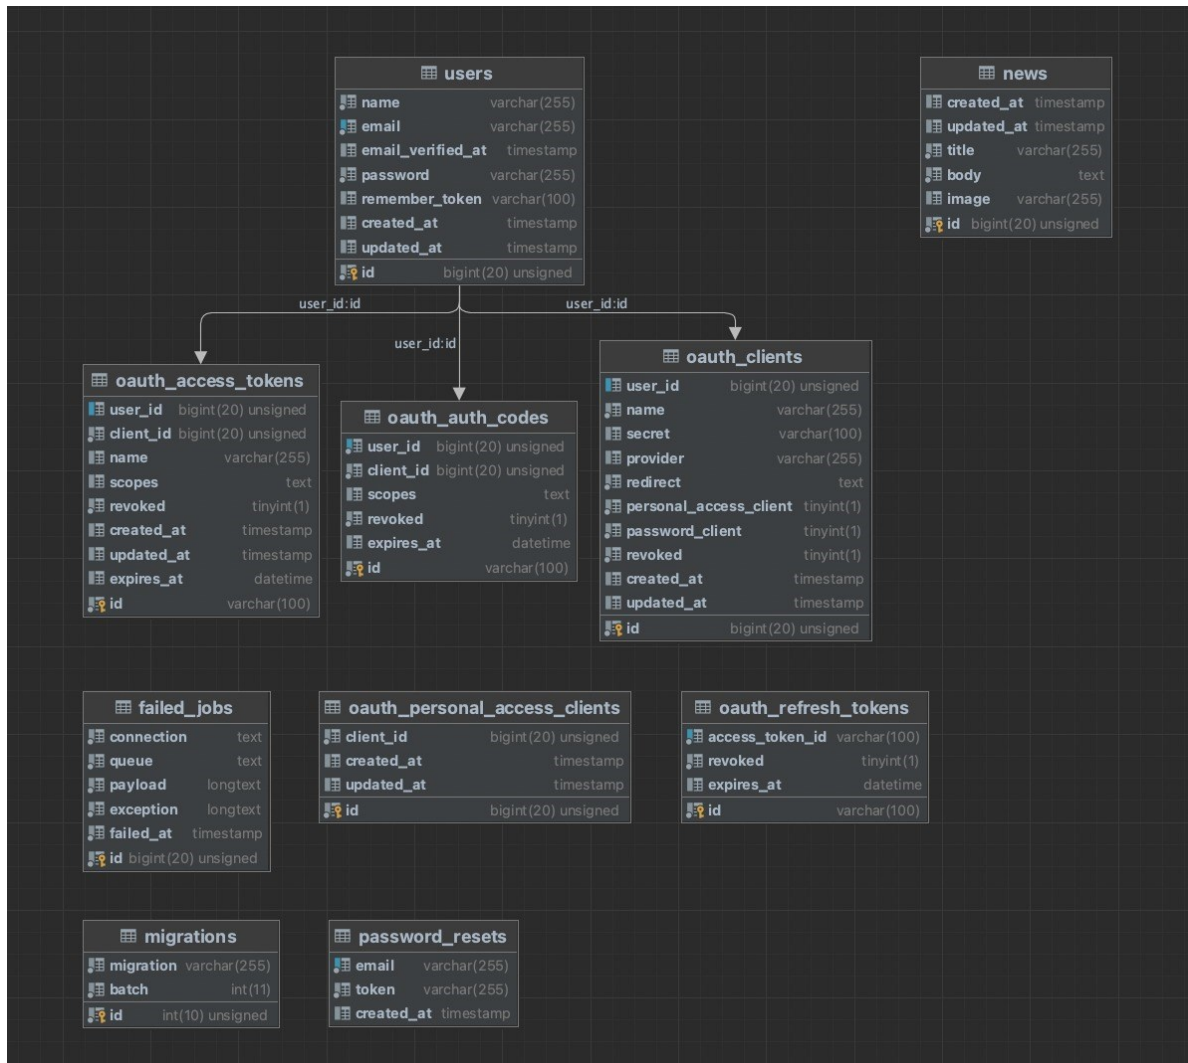 users
name varchar(255)
email varchar(255)
email_verified_at timestamp
password varchar(255)
remember_token varchar(100)
created_at timestamp
updated_at timestamp
id bigint(20) unsigned
news
created_at timestamp
updated_at timestamp
title varchar(255)
body text
image varchar(255)
id bigint(20) unsigned
user_id:id
user_id:id
user_id:id
oauth_access_tokens
user_id bigint(20) unsigned
client_id bigint(20) unsigned
name varchar(255)
scopes text
revoked tinyint(1)
created_at timestamp
updated_at timestamp
expires_at datetime
id varchar(100)
oauth_auth_codes
user_id bigint(20) unsigned
client_id bigint(20) unsigned
scopes text
revoked tinyint(1)
expires_at datetime
id varchar(100)
oauth_clients
user_id bigint(20) unsigned
name varchar(255)
secret varchar(100)
provider varchar(255)
redirect text
personal_access_client tinyint(1)
password_client tinyint(1)
revoked tinyint(1)
created_at timestamp
updated_at timestamp
id bigint(20) unsigned
failed_jobs
connection text
queue text
payload longtext
exception longtext
failed_at timestamp
id bigint(20) unsigned
oauth_personal_access_clients
client_id bigint(20) unsigned
created_at timestamp
updated_at timestamp
id bigint(20) unsigned
oauth_refresh_tokens
access_token_id varchar(100)
revoked tinyint(1)
expires_at datetime
id varchar(100)
migrations
migration varchar(255)
batch int(11)
id int(10) unsigned
password_resets
email varchar(255)
token varchar(255)
created_at timestamp